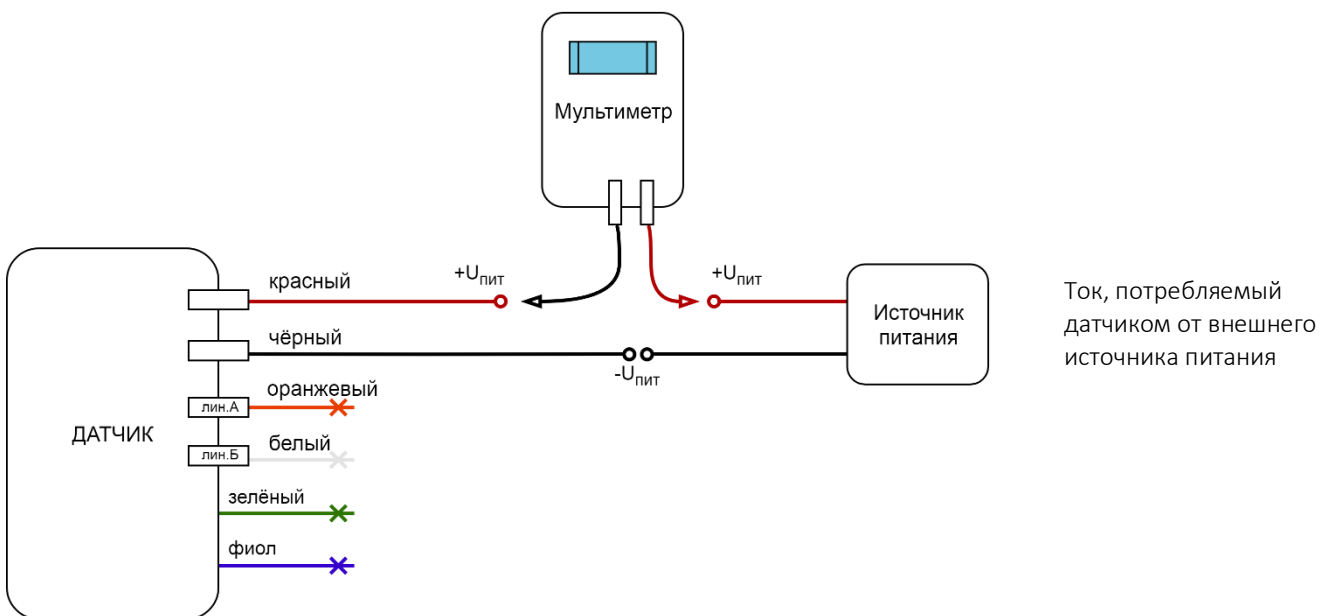 Мультиметр
красный
+Uпит
+Uпит
Источник
питания
чёрный
-Uпит
оранжевый
лин.А
ДАТЧИК
белый
лин.Б
зелёный
фиол
Ток, потребляемый
датчиком от внешнего
источника питания